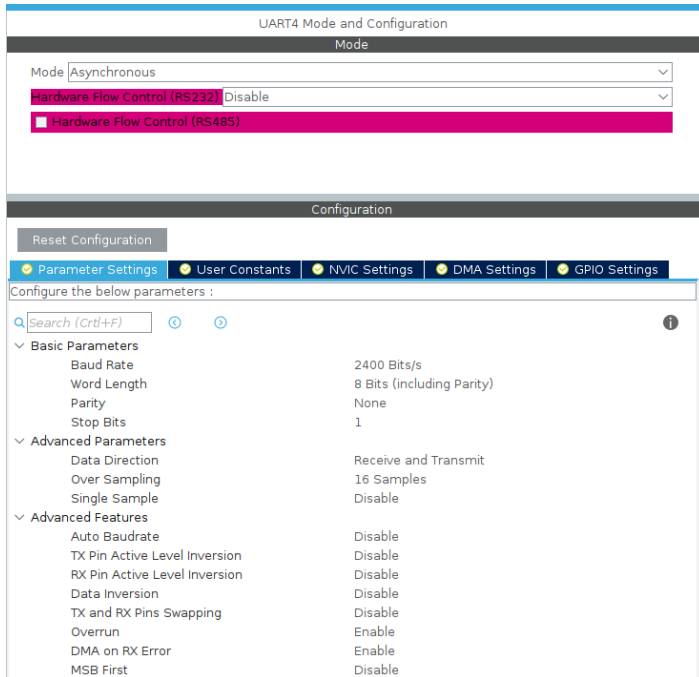 UART4 Mode and Configuration
Mode
Mode Asynchronous
Hardware Flow Control (RS232) Disable
Hardware Flow Control (RS485)
Configuration
Reset Configuration
Parameter Settings User Constants NVIC Settings DMA Settings GPIO Settings
Configure the below parameters :
Search (Crtl+F)
Basic Parameters
Baud Rate 2400 Bits/s
Word Length 8 Bits (including Parity)
Parity None
Stop Bits 1
Advanced Parameters
Data Direction Receive and Transmit
Over Sampling 16 Samples
Single Sample Disable
Advanced Features
Auto Baudrate Disable
TX Pin Active Level Inversion Disable
RX Pin Active Level Inversion Disable
Data Inversion Disable
TX and RX Pins Swapping Disable
Overrun Enable
DMA on RX Error Enable
MSB First Disable